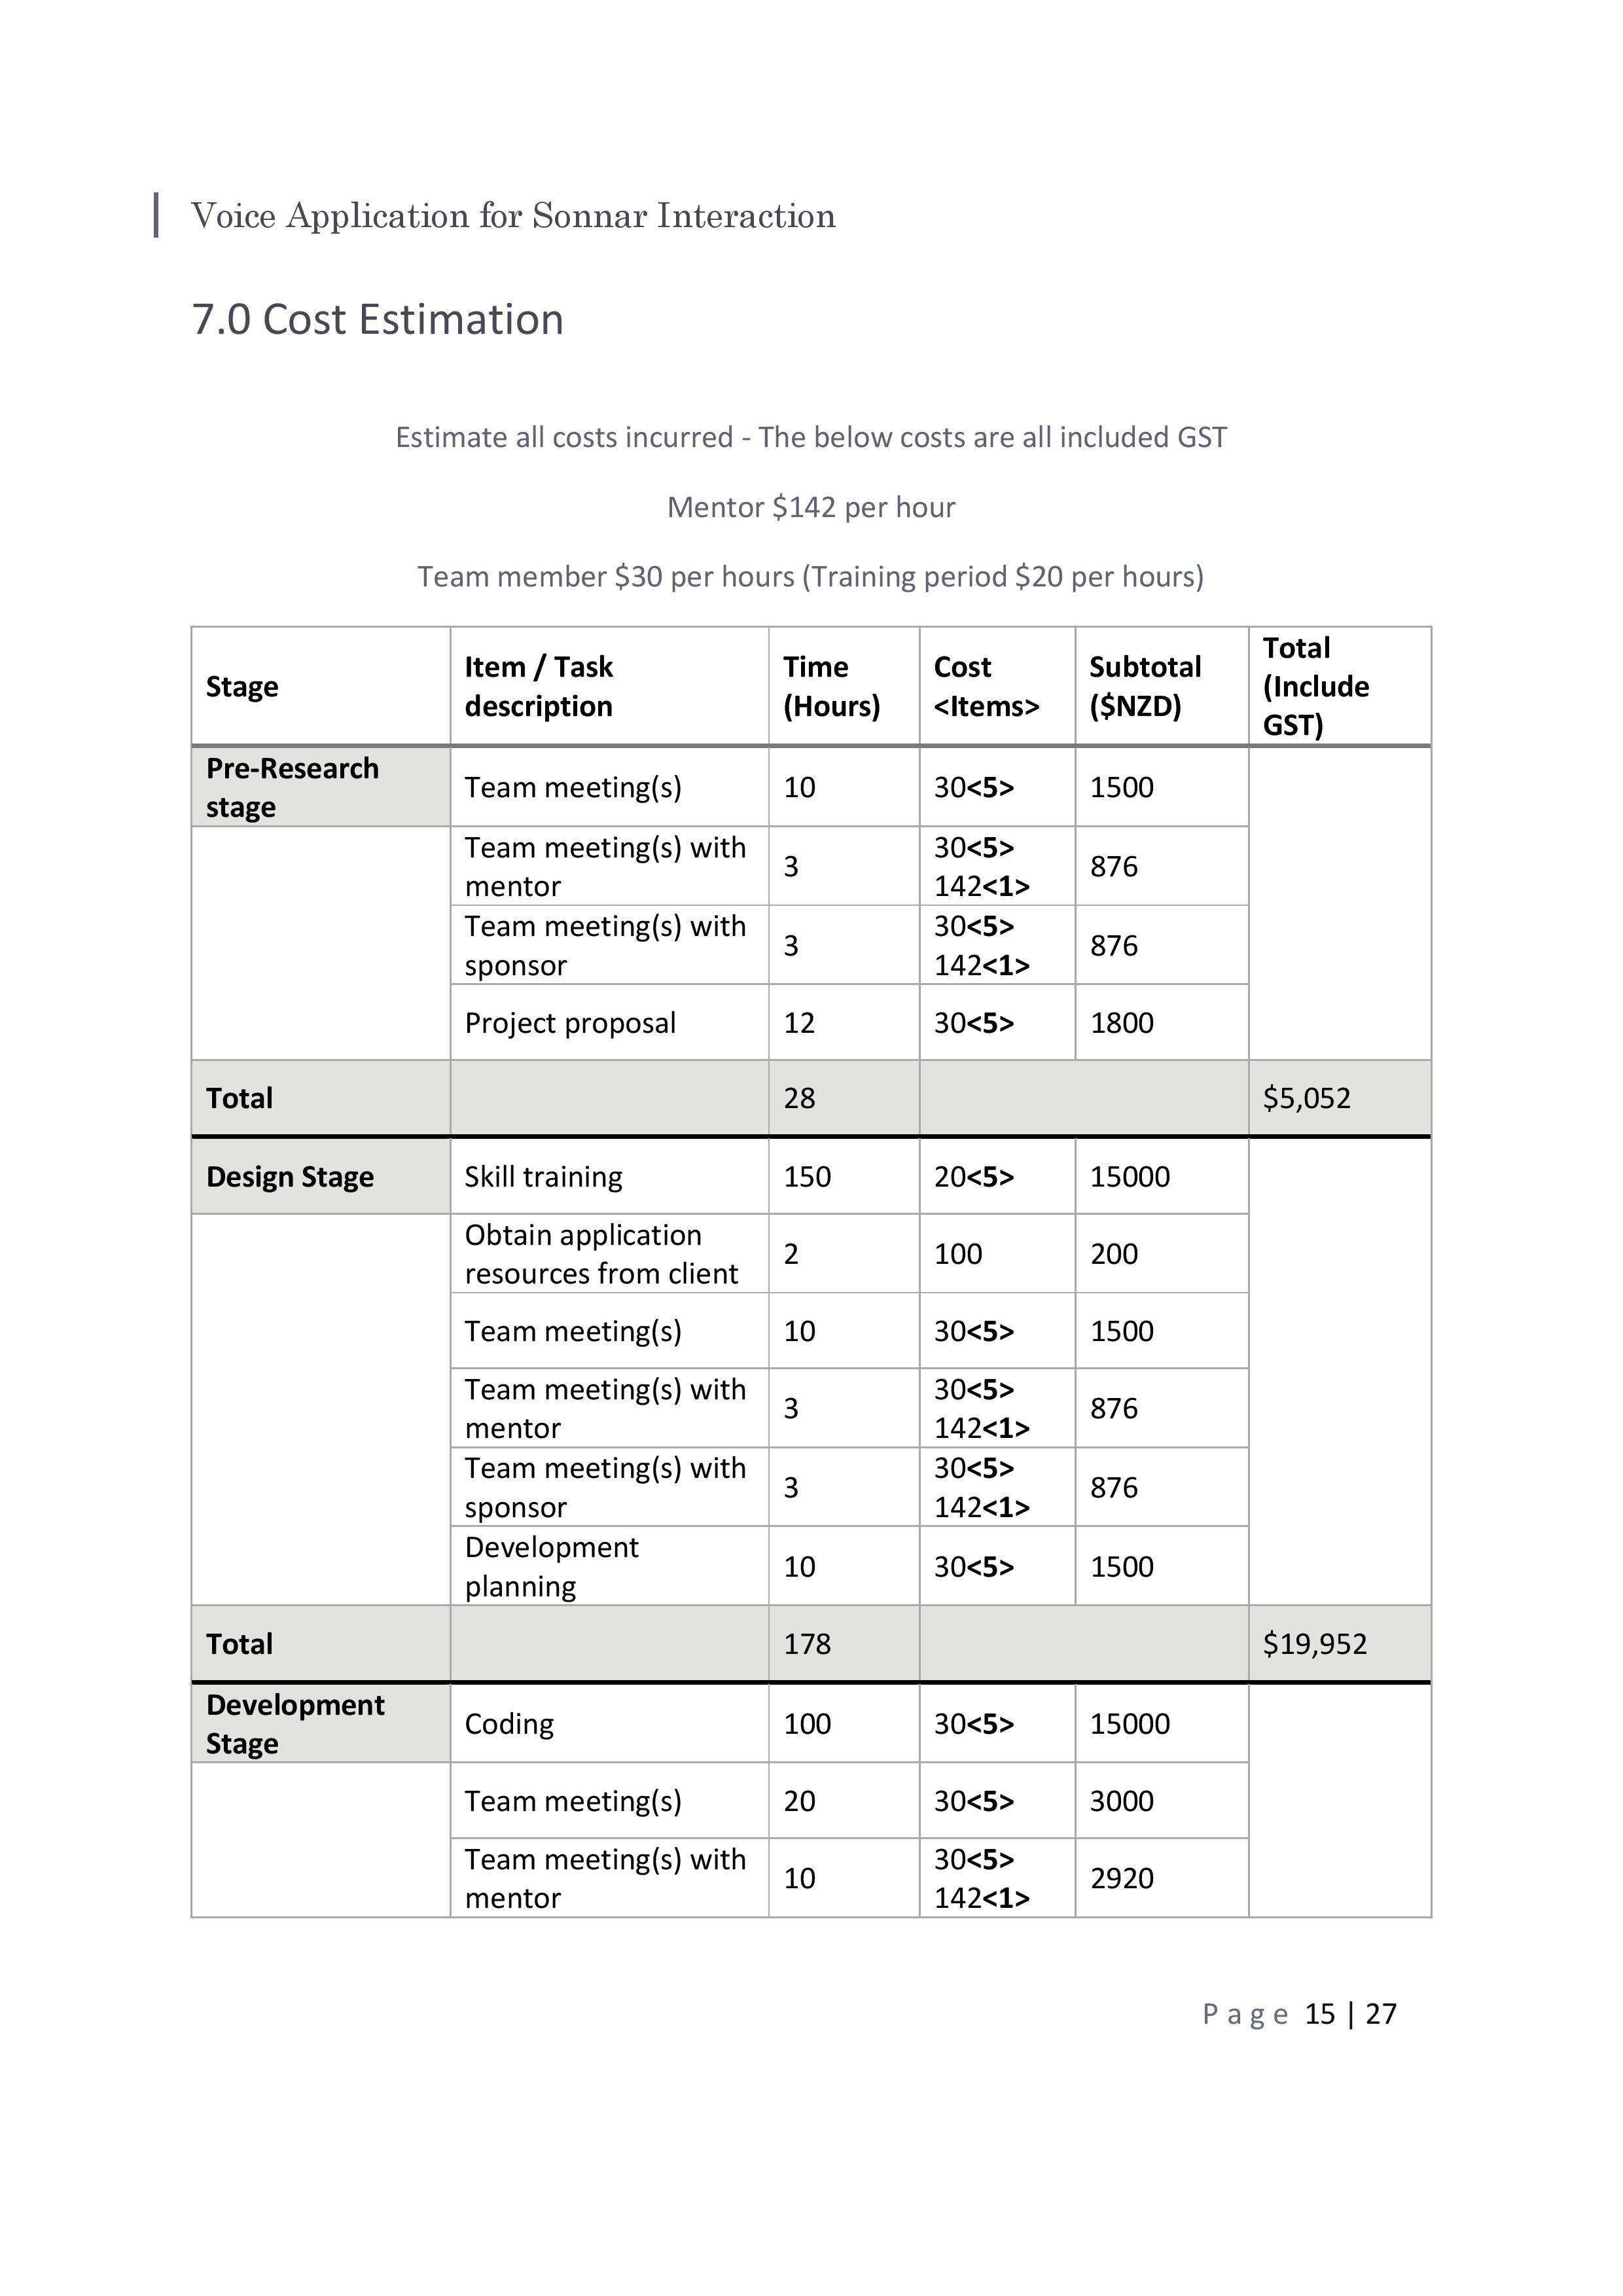 Voice Application for Sonnar Interaction
7.0 Cost Estimation
Estimate all costs incurred - The below costs are all included GST
Mentor $142 per hour
Team member $30 per hours (Training period $20 per hours)
Stage
Item / Task
description
Time
(Hours)
Cost
<Items>
Subtotal
($NZD)
Total
(Include
GST)
Pre-Research
stage
Team meeting(s)
10
30<5>
1500
Team meeting(s) with
mentor
3
30<5>
142<1>
876
Team meeting(s) with
sponsor
3
30<5>
142<1>
876
Project proposal
12
30<5>
1800
Total
28
$5,052
Design Stage
Skill training
150
20<5>
15000
Obtain application
resources from client
2
100
200
Team meeting(s)
10
30<5>
1500
Team meeting(s) with
mentor
3
30<5>
142<1>
876
Team meeting(s) with
sponsor
3
30<5>
142<1>
876
Development
planning
10
30<5>
1500
Total
178
$19,952
Development
Stage
Coding
100
30<5>
15000
Team meeting(s)
20
30<5>
3000
Team meeting(s) with
mentor
10
30<5>
142<1>
2920
Page 15 | 27